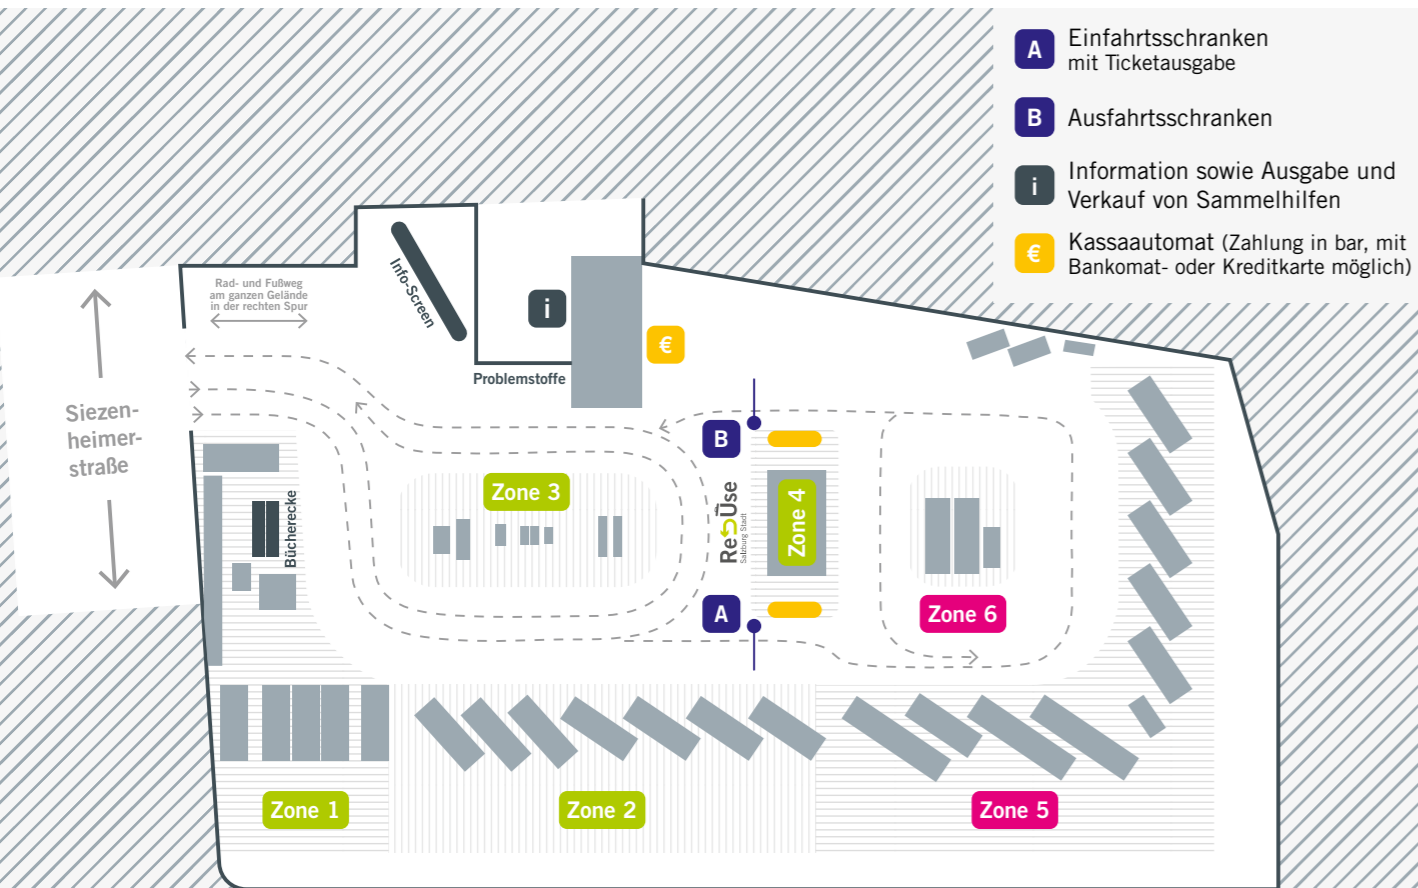 A
Einfahrtsschranken
mit Ticketausgabe
B
Ausfahrtsschranken
i
Information sowie Ausgabe und
Verkauf von Sammelhilfen
€
Kassaautomat (Zahlung in bar, mit
Bankomat- oder Kreditkarte möglich)
Rad- und Fußweg
am ganzen Gelände
in der rechten Spur
Info-Screen
i
€
Problemstoffe
Siezen-
heimer-
straße
Bücherecke
Zone 3
B
ReUse
Salzburg Stadt
Zone 4
A
Zone 6
Zone 1
Zone 2
Zone 5